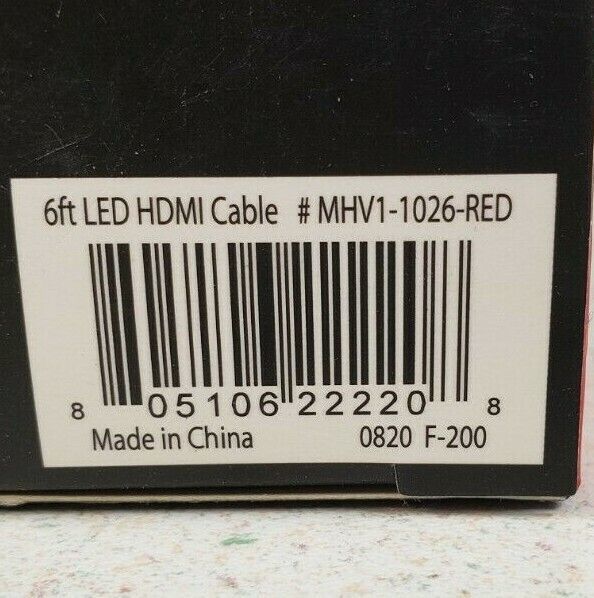 6ft LED HDMI Cable # MHV1-1026-RED
8 05106 22220 8
Made in China 0820 F-200